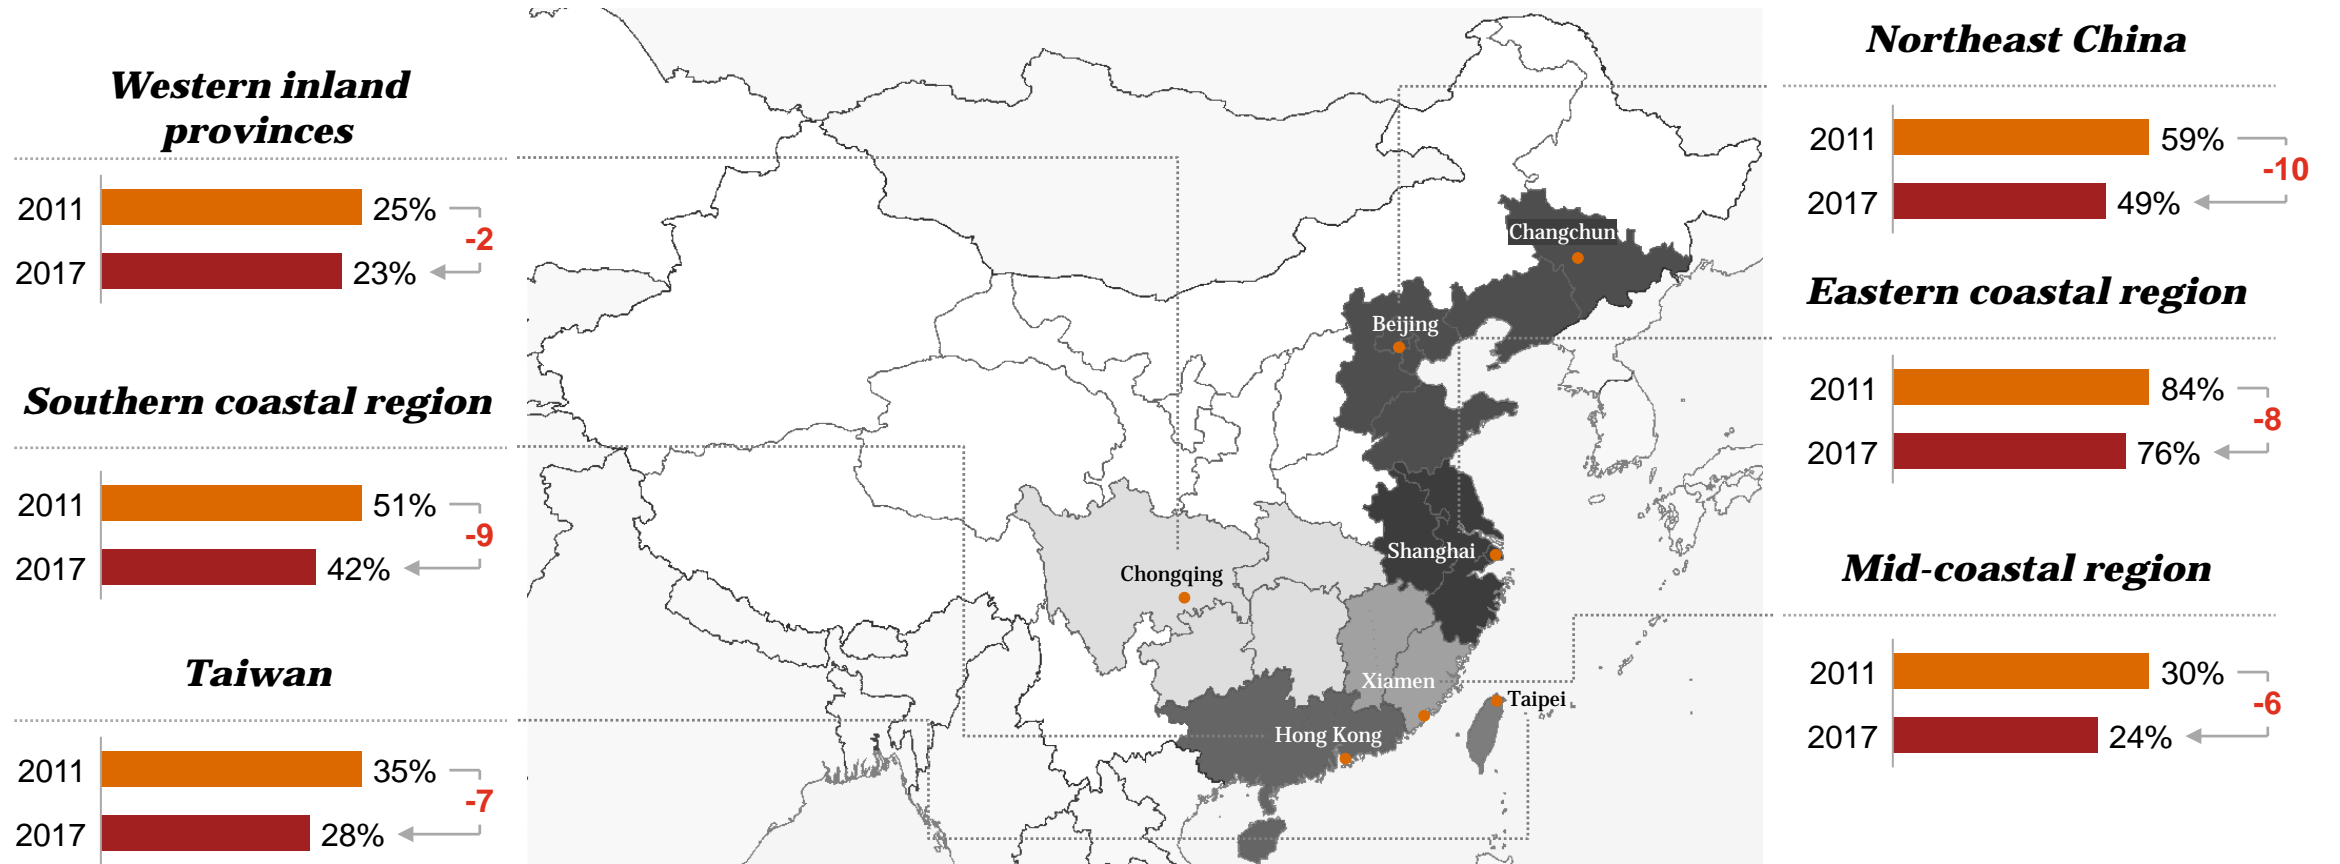 Western inland
provinces
2011 25%
-2
2017 23%
Southern coastal region
2011 51%
-9
2017 42%
Taiwan
2011 35%
-7
2017 28%
Changchun
Beijing
Shanghai
Chongqing
Xiamen
Taipei
Hong Kong
Northeast China
2011 59%
-10
2017 49%
Eastern coastal region
2011 84%
-8
2017 76%
Mid-coastal region
2011 30%
-6
2017 24%